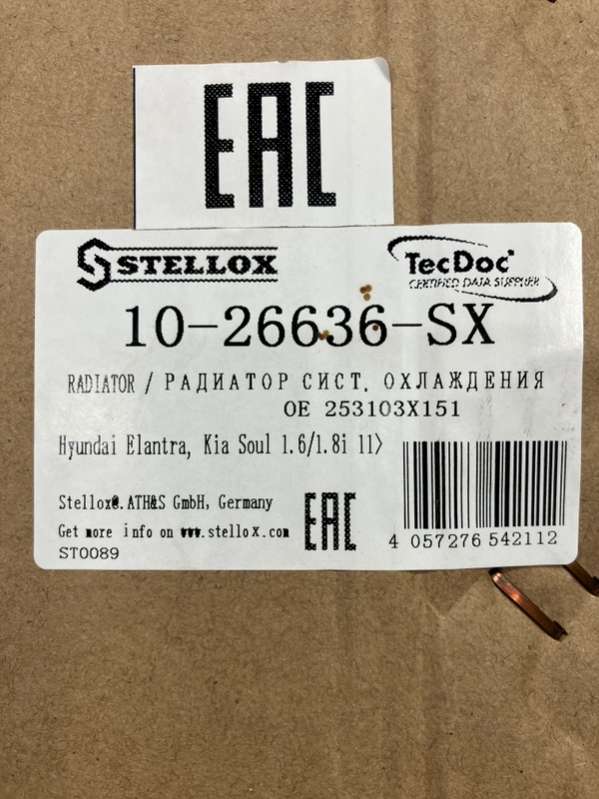 EAC
STELLOX
TecDoc
CERTIFIED DATA SUPPLIER
10-26636-SX
RADIATOR / РАДИАТОР СИСТ. ОХЛАЖДЕНИЯ
OE 253103X151
Hyundai Elantra, Kia Soul 1.6/1.8i 11>
Stellox®.ATH&S GmbH, Germany
EAC
Get more info on www.stellox.com
ST0089
4 057276 542112